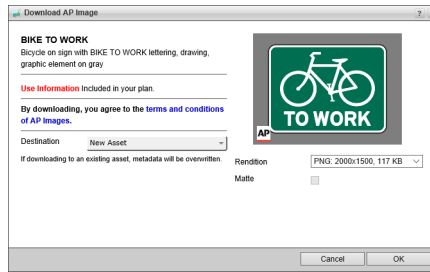 Download AP Image
?
BIKE TO WORK
Bicycle on sign with BIKE TO WORK lettering, drawing,
graphic element on gray
Use Information Included in your plan.
By downloading, you agree to the terms and conditions
of AP Images.
Destination
New Asset
If downloading to an existing asset, metadata will be overwritten.
TO WORK
AP
Rendition
PNG: 2000x1500, 117 KB
Matte
Cancel
OK